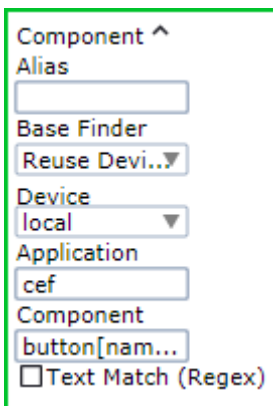 Component ^
Alias
Base Finder
Reuse Devi...
Device
local
Application
cef
Component
button[nam...
Text Match (Regex)